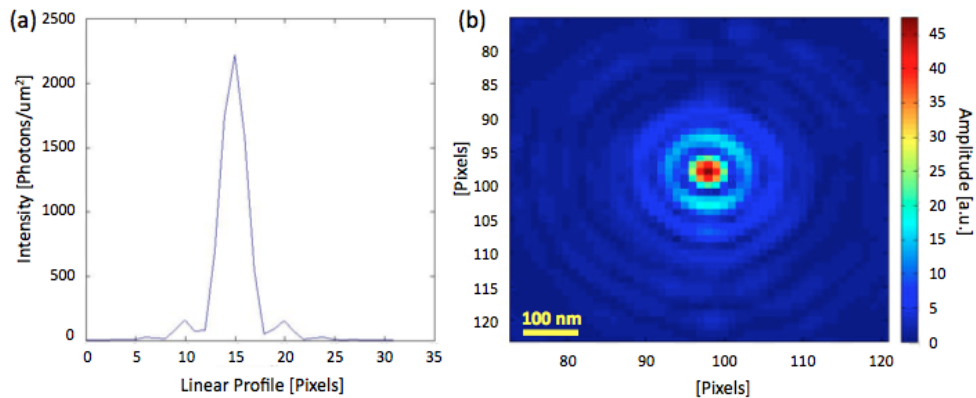 (a)
2500
2000
1500
1000
500
0
Intensity [Photons/um²]
0 5 10 15 20 25 30 35
Linear Profile [Pixels]
(b)
80
85
90
95
100
105
110
115
120
[Pixels]
100 nm
80 90 100 110 120
[Pixels]
45
40
35
30
25
20
15
10
5
0
Amplitude [a.u.]